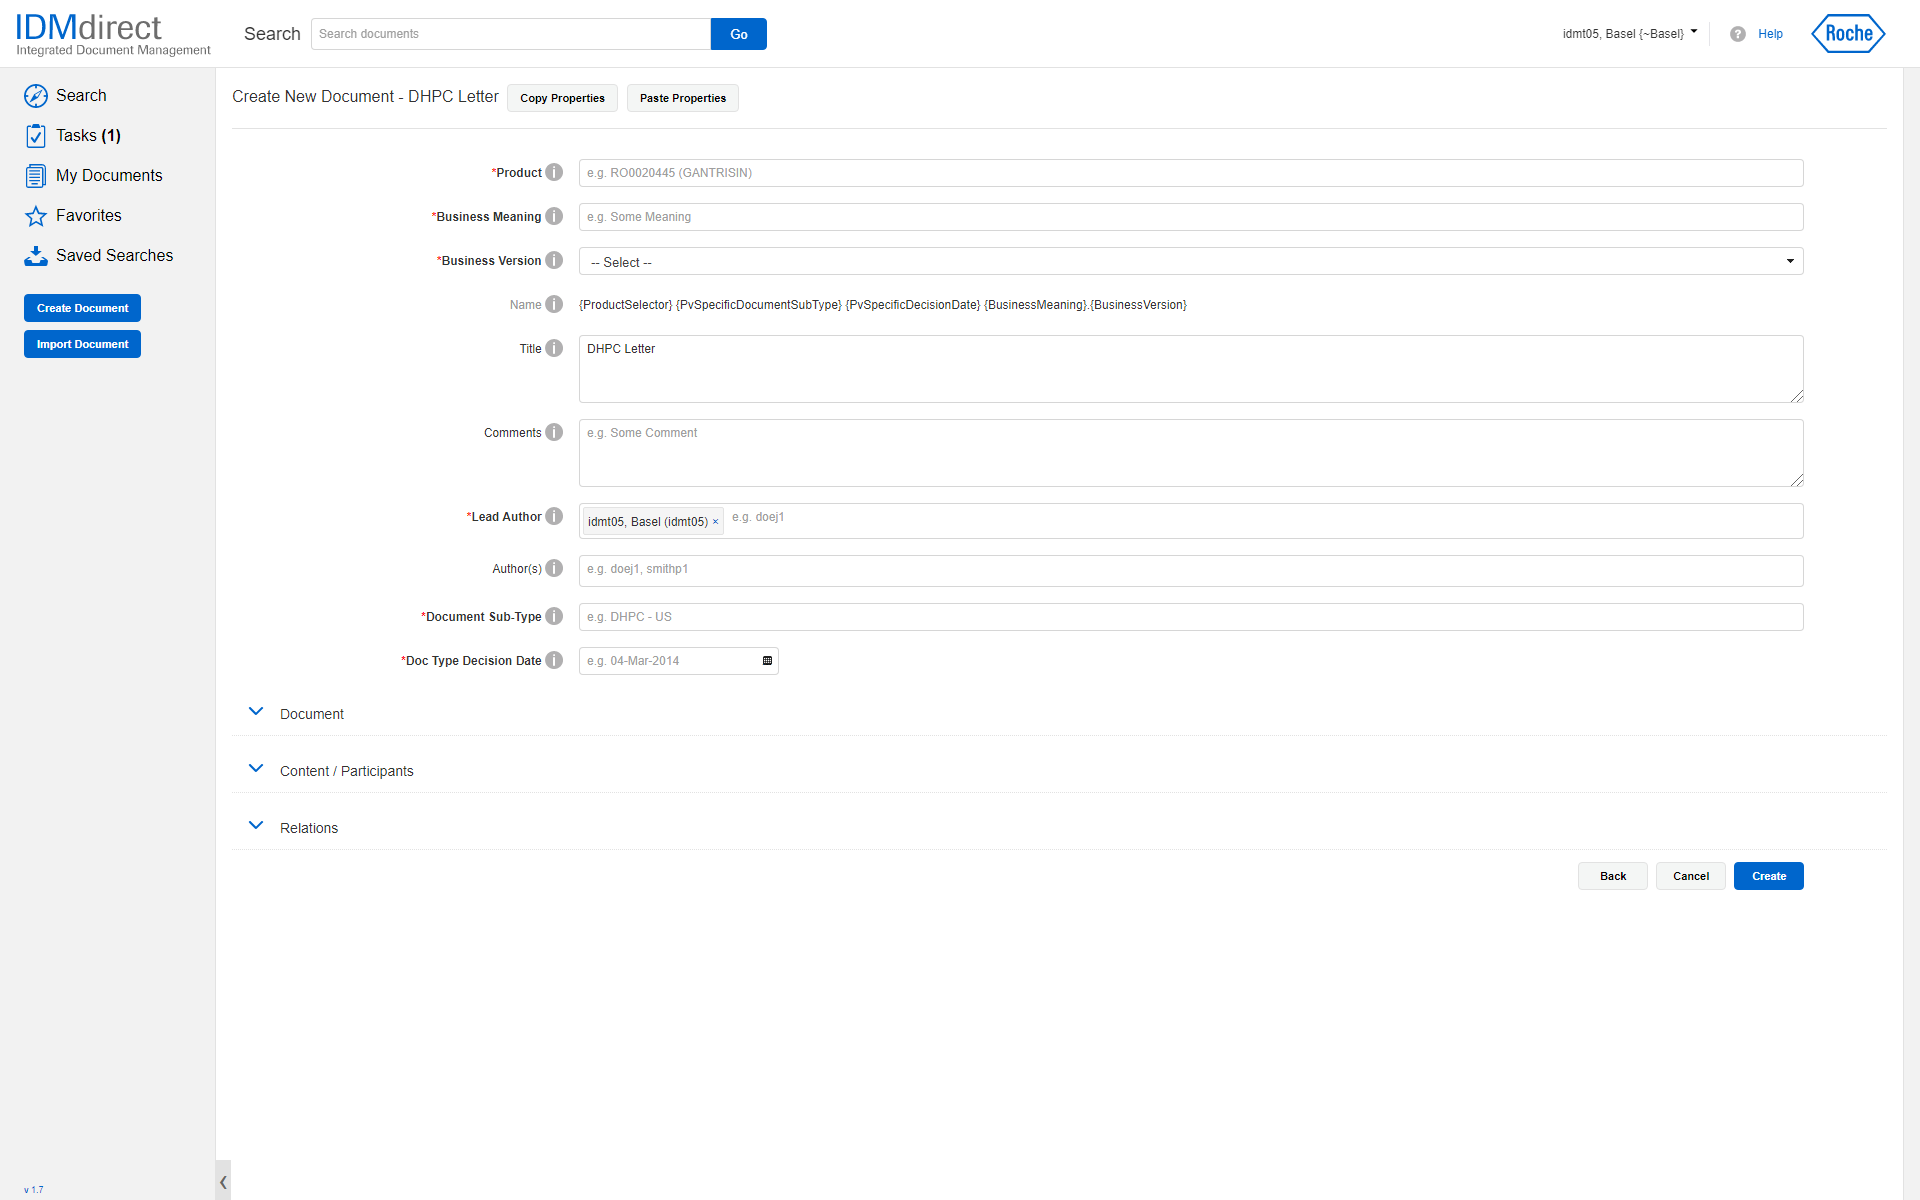 IDMdirect
Integrated Document Management
Search Search documents Go
idmt05, Basel {~Basel} ? Help Roche
Search
Tasks (1)
My Documents
Favorites
Saved Searches
Create Document
Import Document
v 1.7
Create New Document - DHPC Letter Copy Properties Paste Properties
*Product i e.g. RO0020445 (GANTRISIN)
*Business Meaning i e.g. Some Meaning
*Business Version i -- Select --
Name i {ProductSelector} {PvSpecificDocumentSubType} {PvSpecificDecisionDate} {BusinessMeaning}.{BusinessVersion}
Title i DHPC Letter
Comments i e.g. Some Comment
*Lead Author i idmt05, Basel (idmt05) × e.g. doej1
Author(s) i e.g. doej1, smithp1
*Document Sub-Type i e.g. DHPC - US
*Doc Type Decision Date i e.g. 04-Mar-2014
Document
Content / Participants
Relations
Back Cancel Create